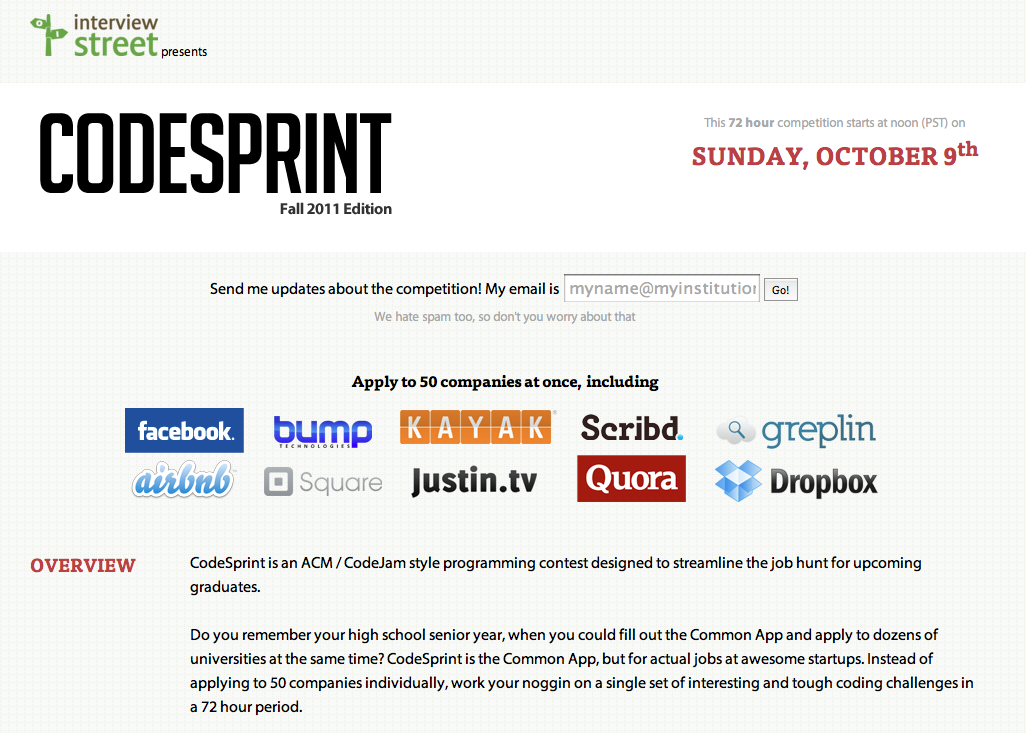 interview
street presents
CODESPRINT
Fall 2011 Edition
This 72 hour competition starts at noon (PST) on
SUNDAY, OCTOBER 9th
Send me updates about the competition! My email is myname@myinstitution Go!
We hate spam too, so don't you worry about that
Apply to 50 companies at once, including
facebook. bump TECHNOLOGIES KAYAK Scribd. greplin
airbnb Square Justin.tv Quora Dropbox
OVERVIEW
CodeSprint is an ACM / CodeJam style programming contest designed to streamline the job hunt for upcoming
graduates.
Do you remember your high school senior year, when you could fill out the Common App and apply to dozens of
universities at the same time? CodeSprint is the Common App, but for actual jobs at awesome startups. Instead of
applying to 50 companies individually, work your noggin on a single set of interesting and tough coding challenges in
a 72 hour period.